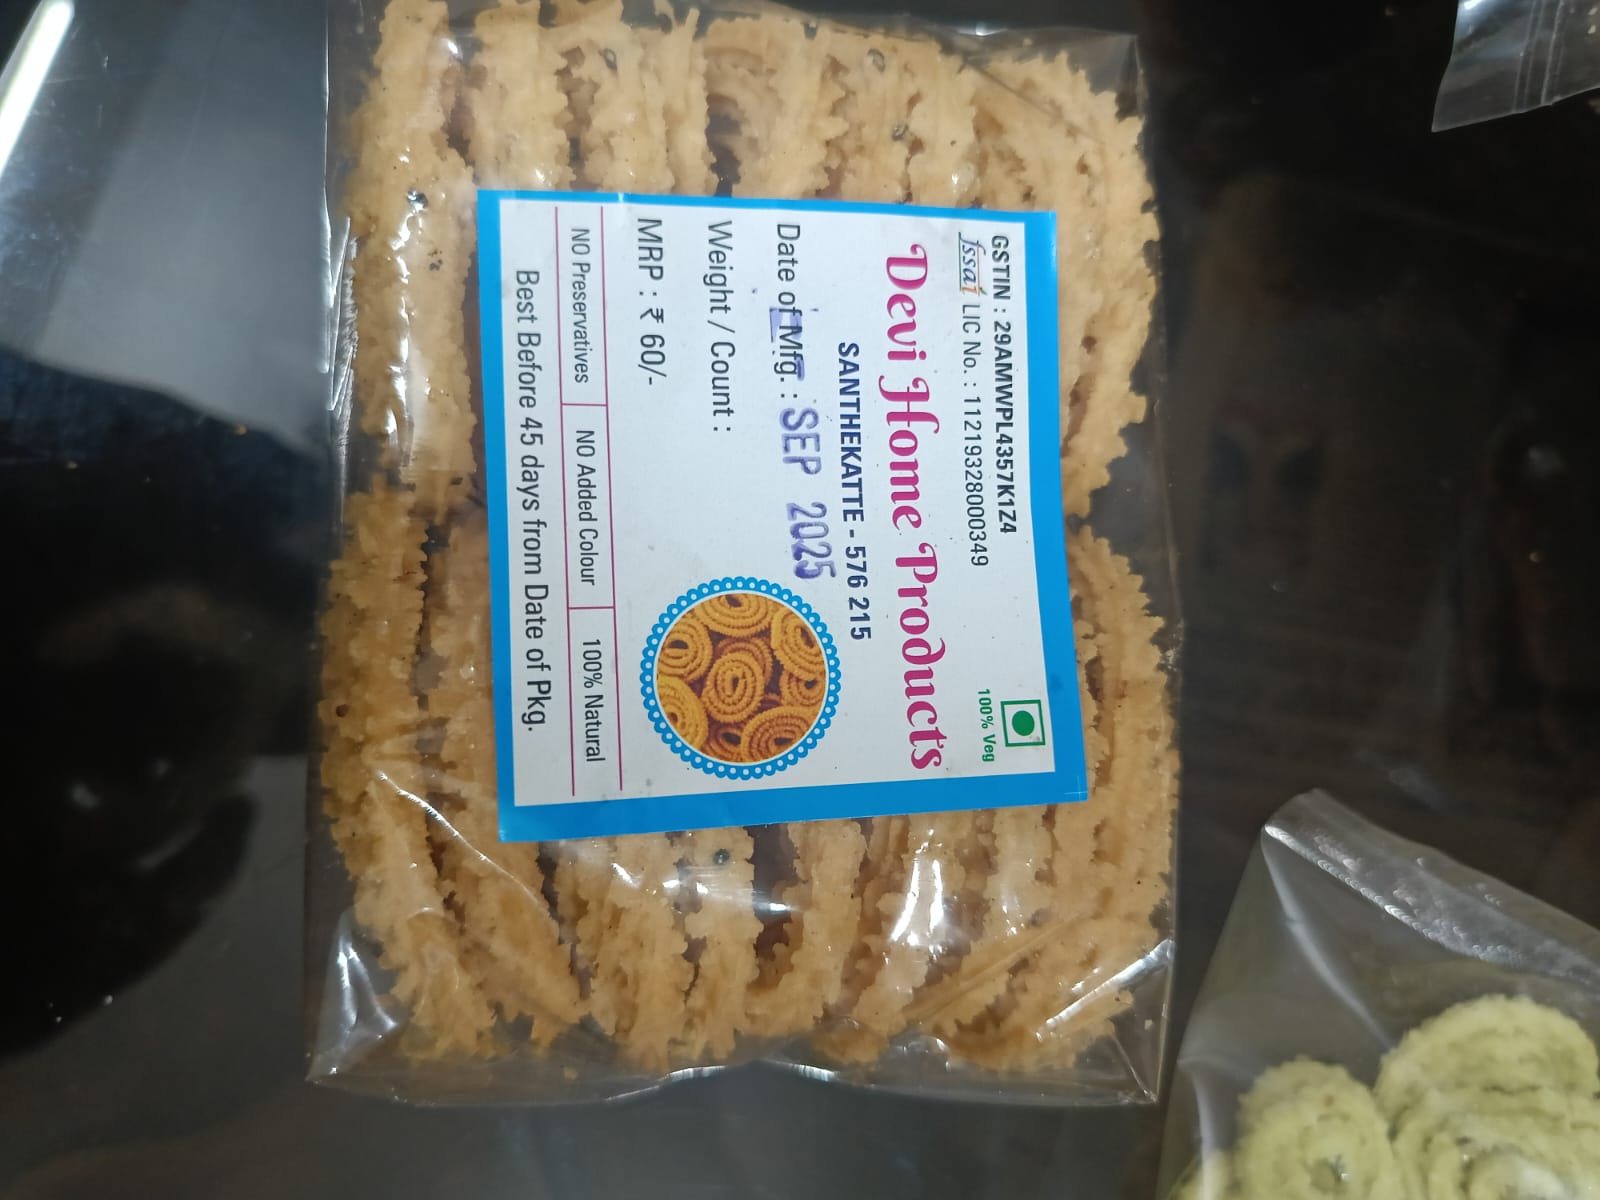 GSTIN : 29AMWPL4357K1Z4
fssai LIC No. : 11219328000349
100% Veg
Devi Home Products
SANTHEKATTE - 576 215
Date of Mfg. : SEP 2025
Weight / Count :
MRP : ₹ 60/-
NO Preservatives NO Added Colour 100% Natural
Best Before 45 days from Date of Pkg.